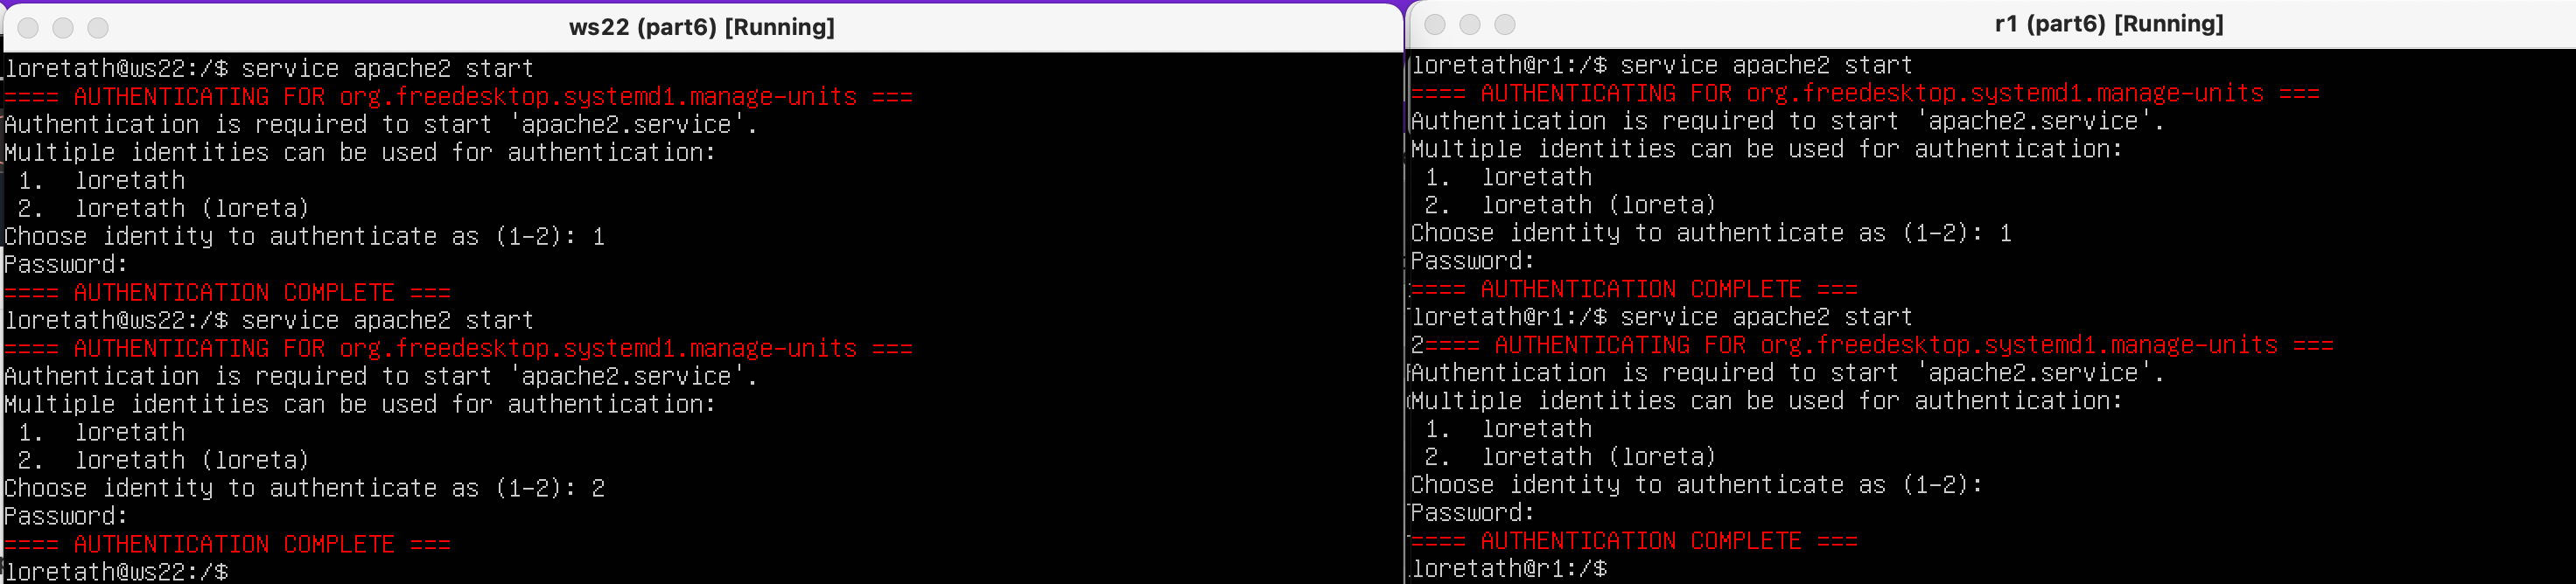 ws22 (part6) [Running]
loretath@ws22:/$ service apache2 start
==== AUTHENTICATING FOR org.freedesktop.systemd1.manage-units ===
Authentication is required to start 'apache2.service'.
Multiple identities can be used for authentication:
 1.  loretath
 2.  loretath (loreta)
Choose identity to authenticate as (1-2): 1
Password:
==== AUTHENTICATION COMPLETE ===
loretath@ws22:/$ service apache2 start
==== AUTHENTICATING FOR org.freedesktop.systemd1.manage-units ===
Authentication is required to start 'apache2.service'.
Multiple identities can be used for authentication:
 1.  loretath
 2.  loretath (loreta)
Choose identity to authenticate as (1-2): 2
Password:
==== AUTHENTICATION COMPLETE ===
loretath@ws22:/$
r1 (part6) [Running]
loretath@r1:/$ service apache2 start
==== AUTHENTICATING FOR org.freedesktop.systemd1.manage-units ===
Authentication is required to start 'apache2.service'.
Multiple identities can be used for authentication:
 1.  loretath
 2.  loretath (loreta)
Choose identity to authenticate as (1-2): 1
Password:
==== AUTHENTICATION COMPLETE ===
loretath@r1:/$ service apache2 start
2==== AUTHENTICATING FOR org.freedesktop.systemd1.manage-units ===
Authentication is required to start 'apache2.service'.
Multiple identities can be used for authentication:
 1.  loretath
 2.  loretath (loreta)
Choose identity to authenticate as (1-2):
Password:
==== AUTHENTICATION COMPLETE ===
loretath@r1:/$